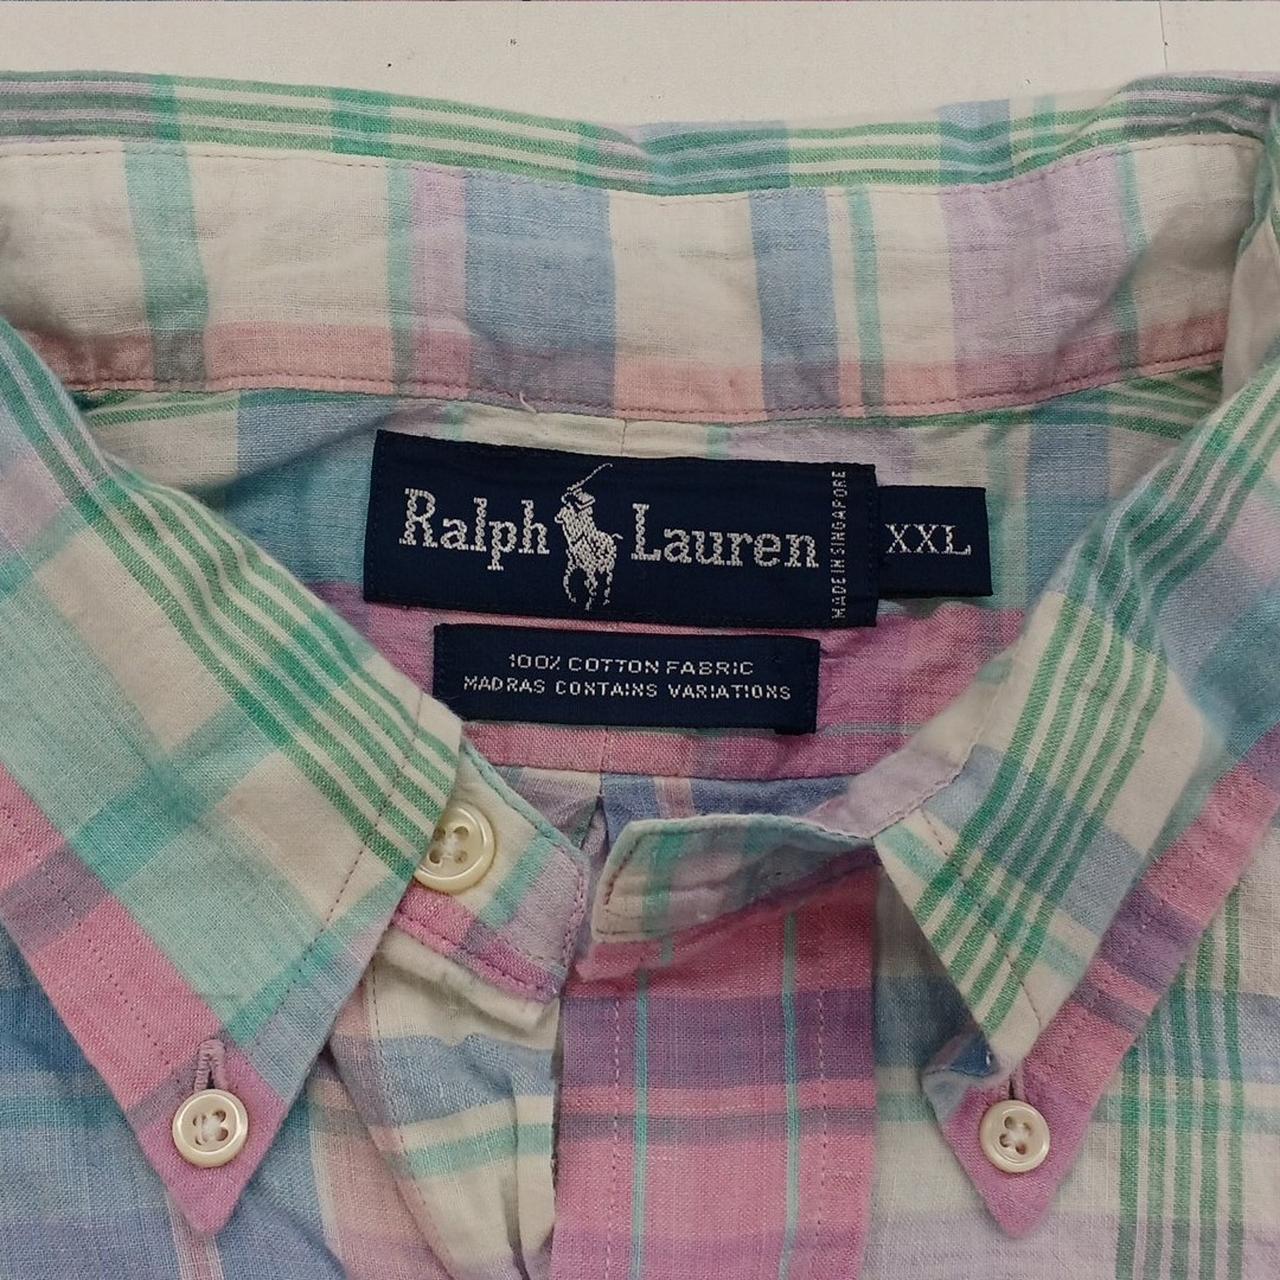 Ralph Lauren
MADE IN SINGAPORE
XXL
100% COTTON FABRIC
MADRAS CONTAINS VARIATIONS